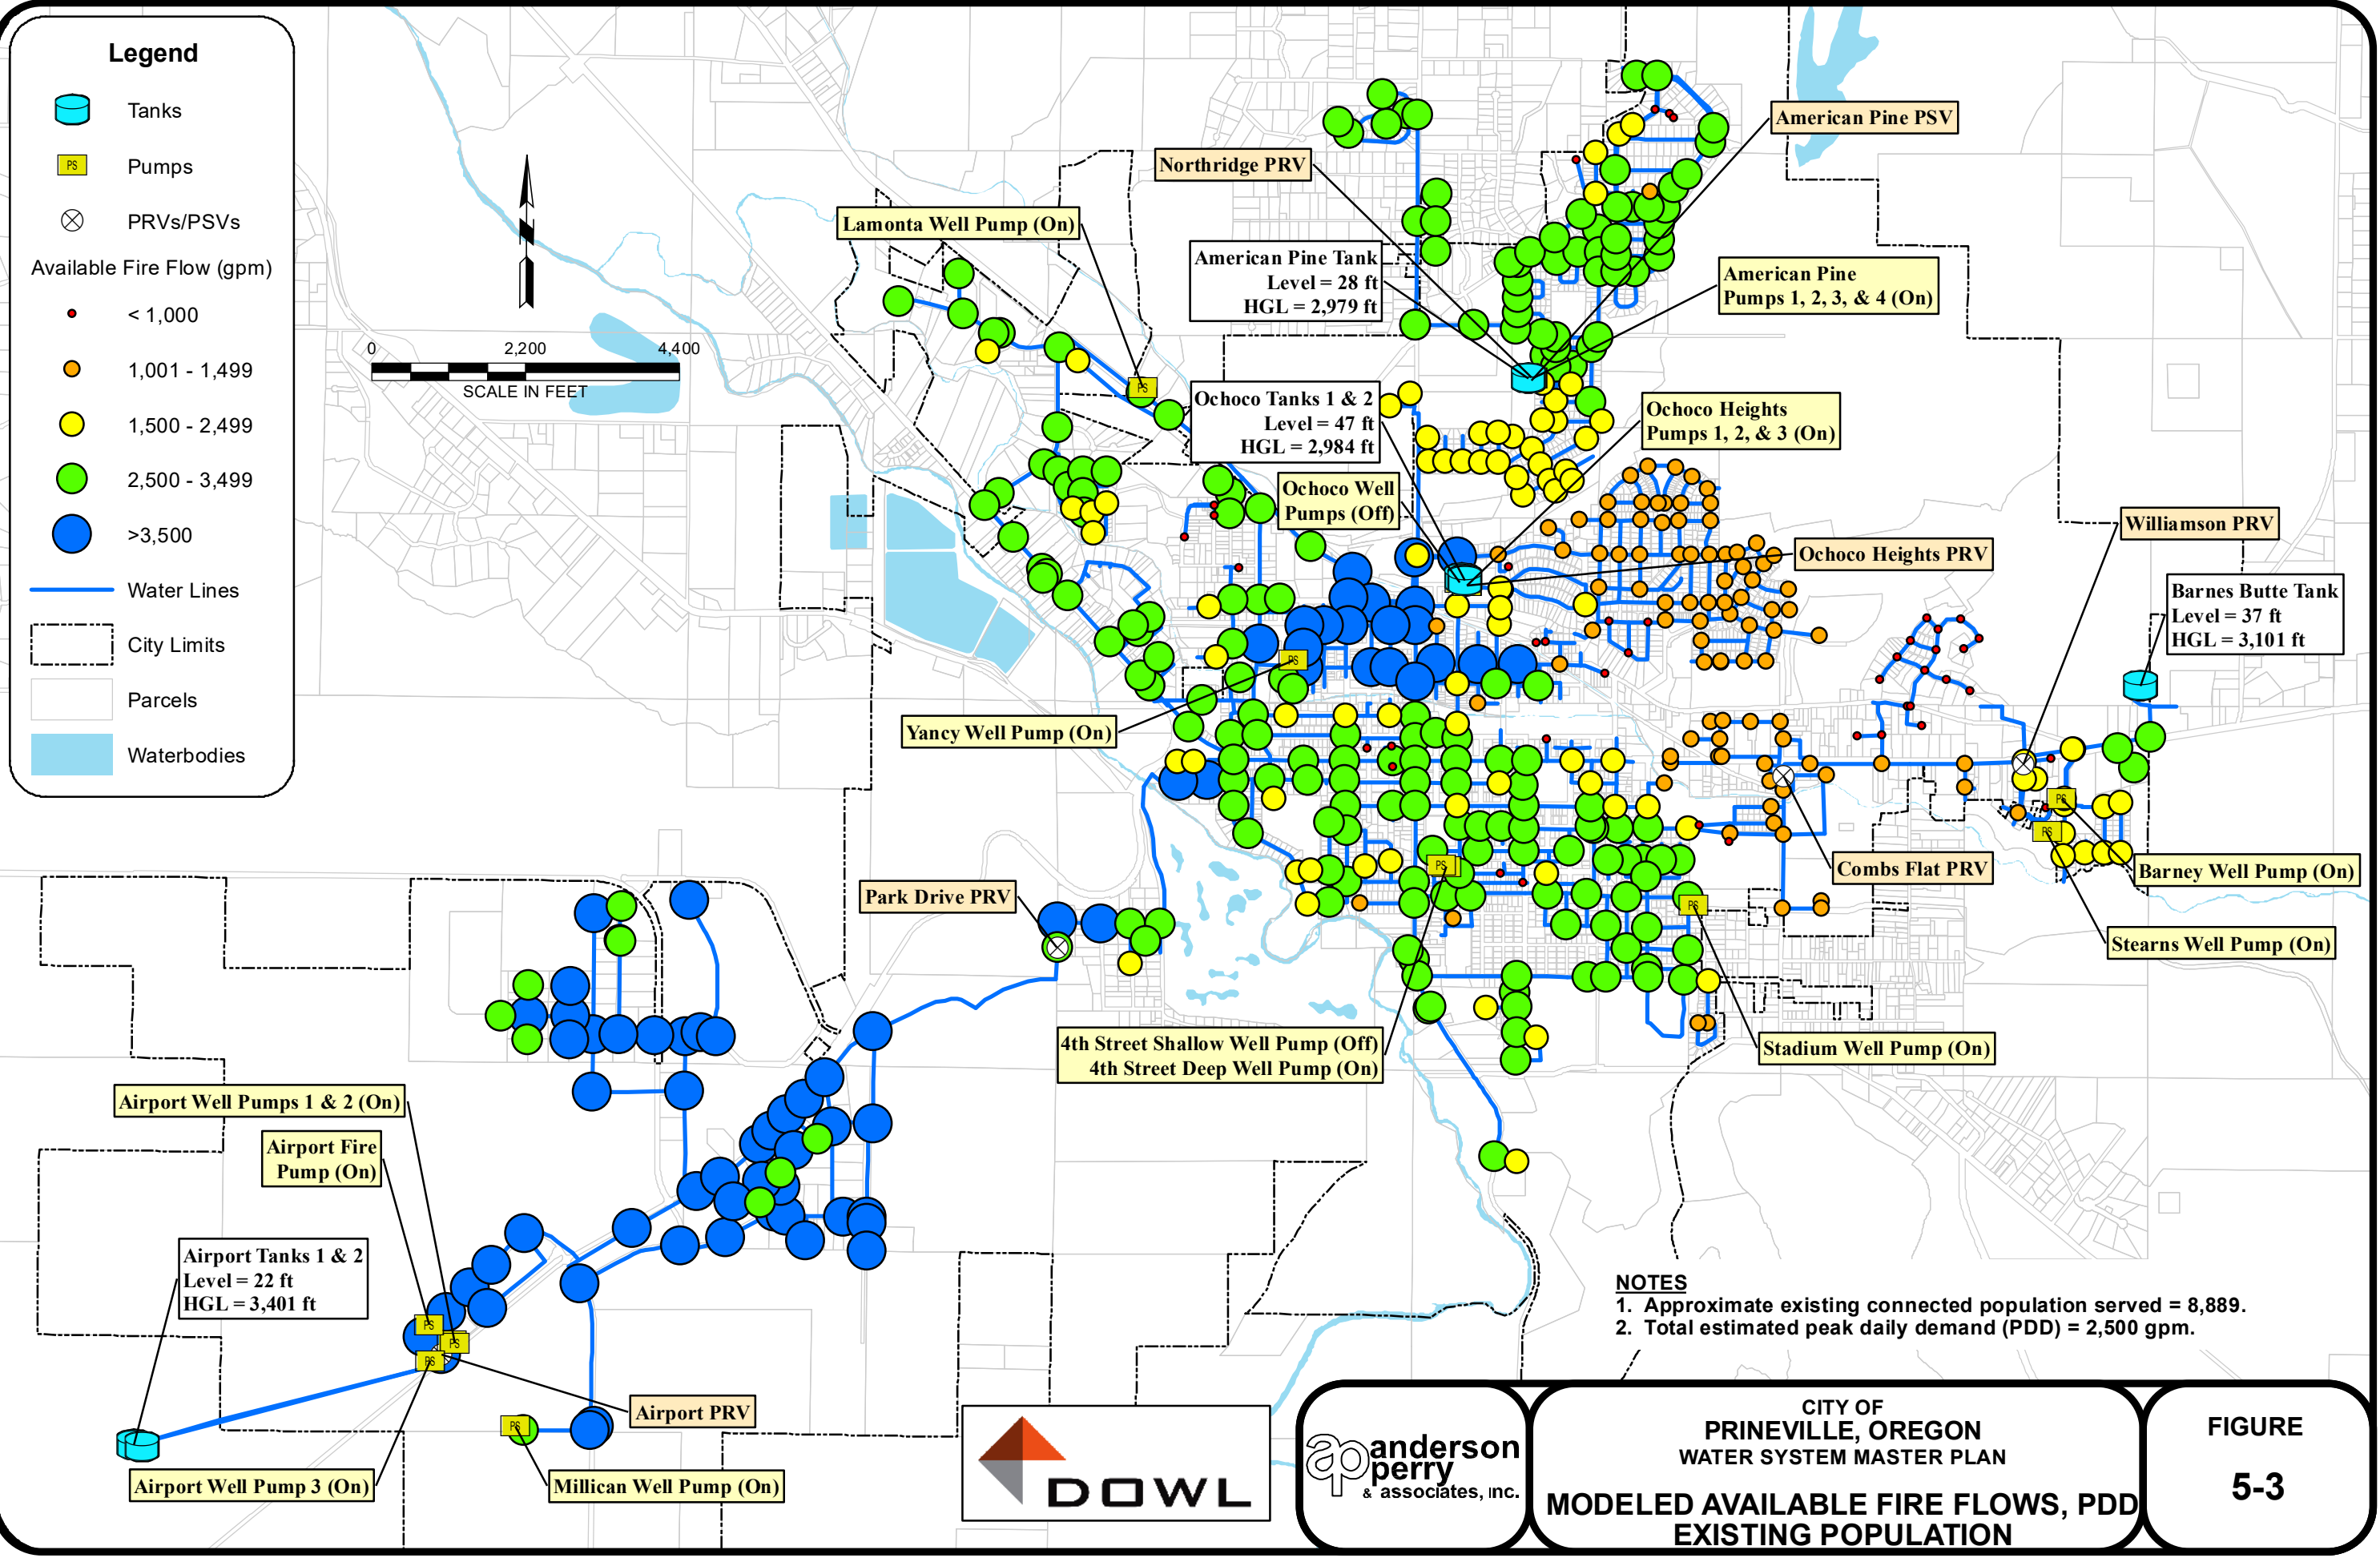 Legend
Tanks
PS
Pumps
PRVs/PSVs
Available Fire Flow (gpm)
< 1,000
1,001 - 1,499
1,500 - 2,499
2,500 - 3,499
>3,500
Water Lines
City Limits
Parcels
Waterbodies
0
2,200
4,400
SCALE IN FEET
American Pine PSV
Northridge PRV
Lamonta Well Pump (On)
PS
American Pine Tank
Level = 28 ft
HGL = 2,979 ft
American Pine
Pumps 1, 2, 3, & 4 (On)
Ochoco Tanks 1 & 2
Level = 47 ft
HGL = 2,984 ft
Ochoco Heights
Pumps 1, 2, & 3 (On)
Ochoco Well
Pumps (Off)
Ochoco Heights PRV
Williamson PRV
Barnes Butte Tank
Level = 37 ft
HGL = 3,101 ft
PS
Yancy Well Pump (On)
PS
PS
PS
PS
Combs Flat PRV
Barney Well Pump (On)
Park Drive PRV
Stearns Well Pump (On)
4th Street Shallow Well Pump (Off)
4th Street Deep Well Pump (On)
Stadium Well Pump (On)
Airport Well Pumps 1 & 2 (On)
Airport Fire
Pump (On)
Airport Tanks 1 & 2
Level = 22 ft
HGL = 3,401 ft
PS
PS
PS
Airport PRV
PS
Airport Well Pump 3 (On)
Millican Well Pump (On)
NOTES
1. Approximate existing connected population served = 8,889.
2. Total estimated peak daily demand (PDD) = 2,500 gpm.
DOWL
ap anderson
perry
& associates, inc.
CITY OF
PRINEVILLE, OREGON
WATER SYSTEM MASTER PLAN
MODELED AVAILABLE FIRE FLOWS, PDD
EXISTING POPULATION
FIGURE
5-3